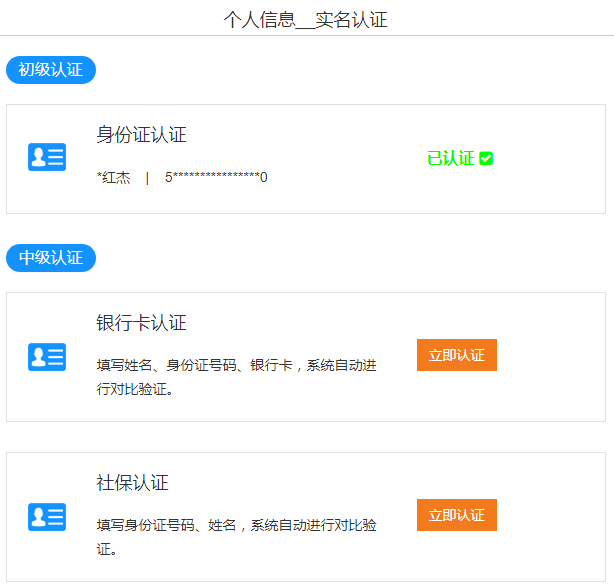 个人信息__实名认证
初级认证
身份证认证
*红杰 | 5****************0
已认证
中级认证
银行卡认证
填写姓名、身份证号码、银行卡，系统自动进
行对比验证。
立即认证
社保认证
填写身份证号码、姓名，系统自动进行对比验
证。
立即认证